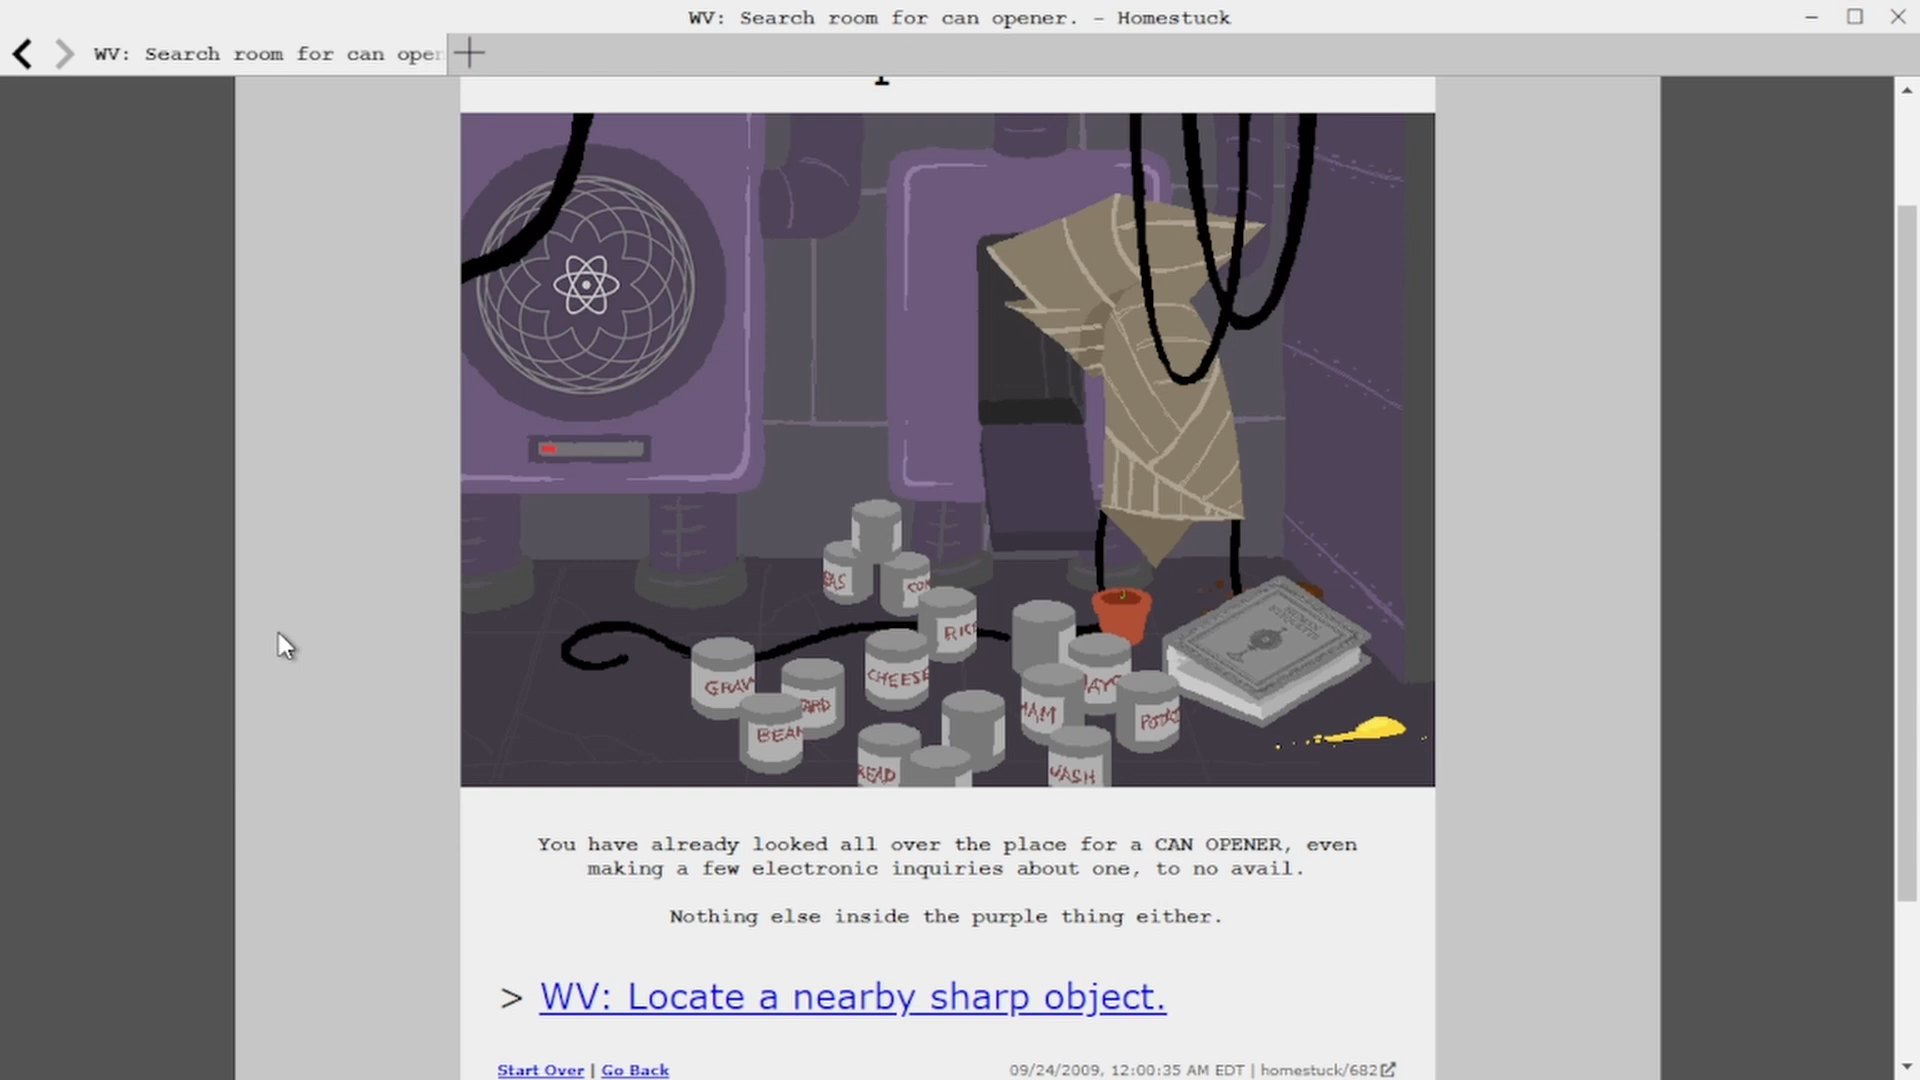 WV: Search room for can opener. - Homestuck
WV: Search room for can open
RICE
CHEESE
GRAV
BEAN
HAM
HUMAN ETIQUETTE
You have already looked all over the place for a CAN OPENER, even
making a few electronic inquiries about one, to no avail.
Nothing else inside the purple thing either.
> WV: Locate a nearby sharp object.
Start Over | Go Back
09/24/2009, 12:00:35 AM EDT | homestuck/682